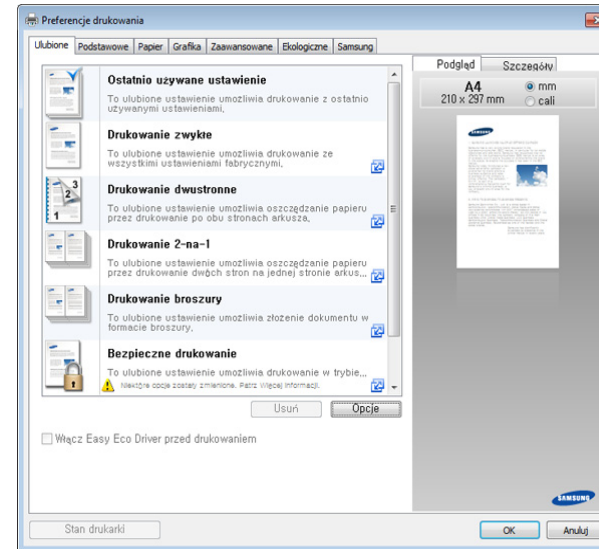 Preferencje drukowania
Ulubione Podstawowe Papier Grafika Zaawansowane Ekologiczne Samsung
Ostatnio używane ustawienie
To ulubione ustawienie umożliwia drukowanie z ostatnio
używanymi ustawieniami.
Drukowanie zwykłe
To ulubione ustawienie umożliwia drukowanie ze
wszystkimi ustawieniami fabrycznymi.
Drukowanie dwustronne
To ulubione ustawienie umożliwia oszczędzanie papieru
przez drukowanie po obu stronach arkusza.
Drukowanie 2-na-1
To ulubione ustawienie umożliwia oszczędzanie papieru
przez drukowanie dwóch stron na jednej stronie arkus...
Drukowanie broszury
To ulubione ustawienie umożliwia złożenie dokumentu w
formacie broszury.
Bezpieczne drukowanie
To ulubione ustawienie umożliwia drukowanie w trybie...
Niektóre opcje zostały zmienione. Patrz Więcej informacji.
Usuń Opcje
Włącz Easy Eco Driver przed drukowaniem
Stan drukarki
Podgląd Szczegóły
A4
210 x 297 mm
mm
cali
SAMSUNG
SAMSUNG
OK Anuluj
1 2 3